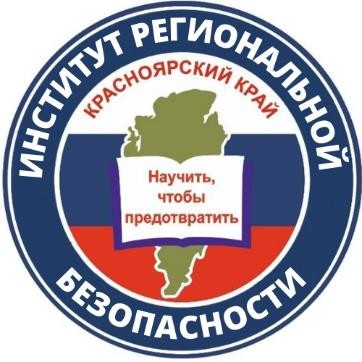 ИНСТИТУТ РЕГИОНАЛЬНОЙ
КРАСНОЯРСКИЙ КРАЙ
Научить,
чтобы
предотвратить
БЕЗОПАСНОСТИ